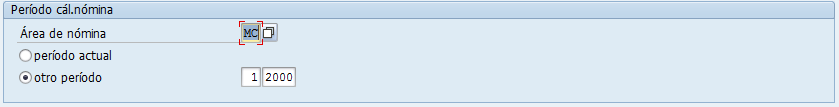 Período cál.nómina
Área de nómina MC
período actual
otro período 1 2000